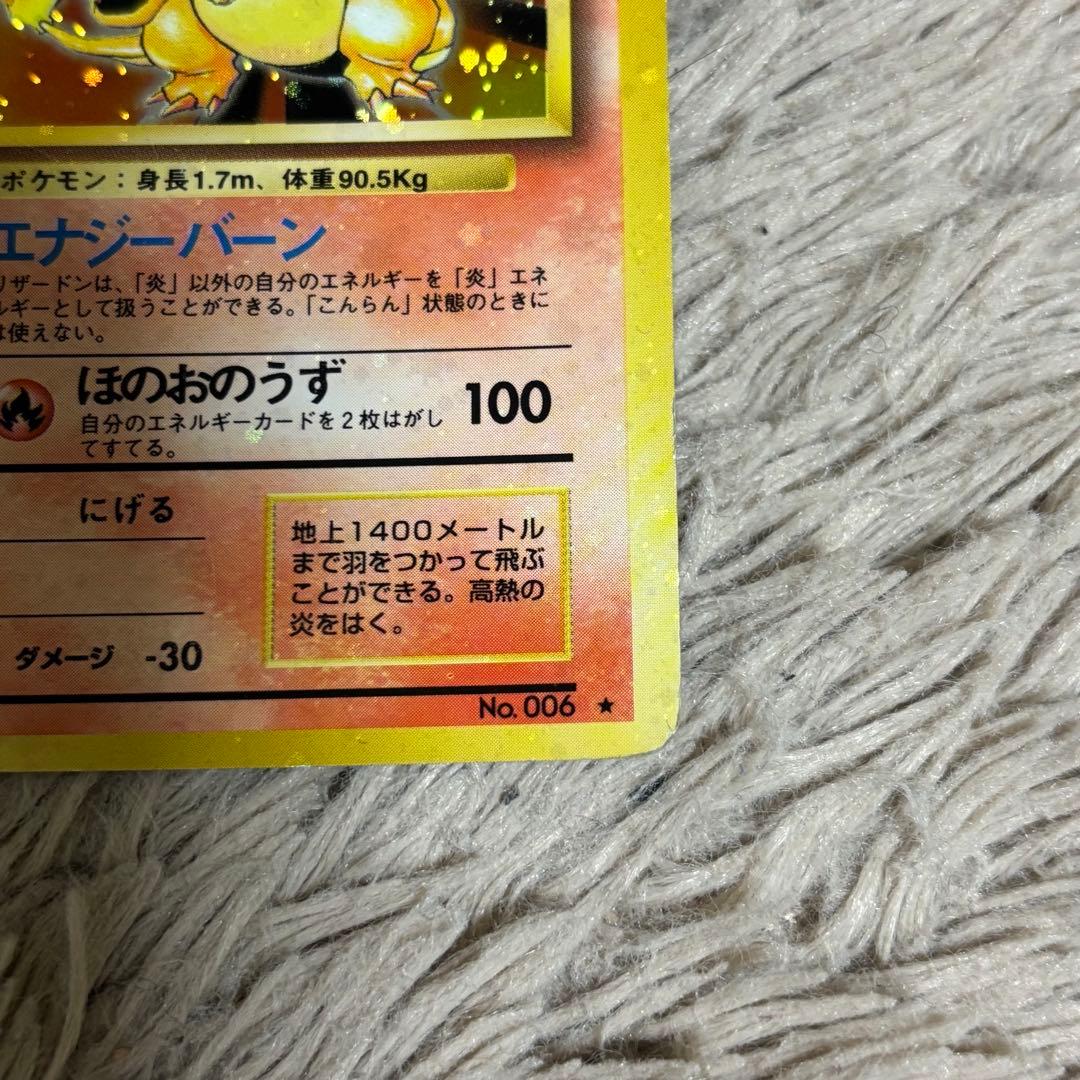 ポケモン：身長1.7m、体重90.5Kg
エナジーバーン
リザードンは、「炎」以外の自分のエネルギーを「炎」エネ
ルギーとして扱うことができる。「こんらん」状態のときに
は使えない。
ほのおのうず 100
自分のエネルギーカードを2枚はがし
てすてる。
にげる
地上1400メートル
まで羽をつかって飛ぶ
ことができる。高熱の
炎をはく。
ダメージ -30
No. 006 ★